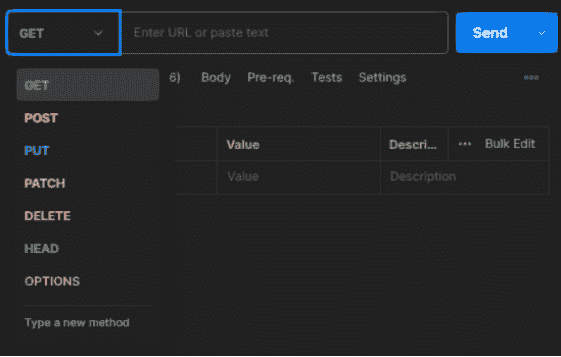 GET Enter URL or paste text Send
GET 6) Body Pre-req. Tests Settings
POST
Value Descri... Bulk Edit
PUT
Value Description
PATCH
DELETE
HEAD
OPTIONS
Type a new method